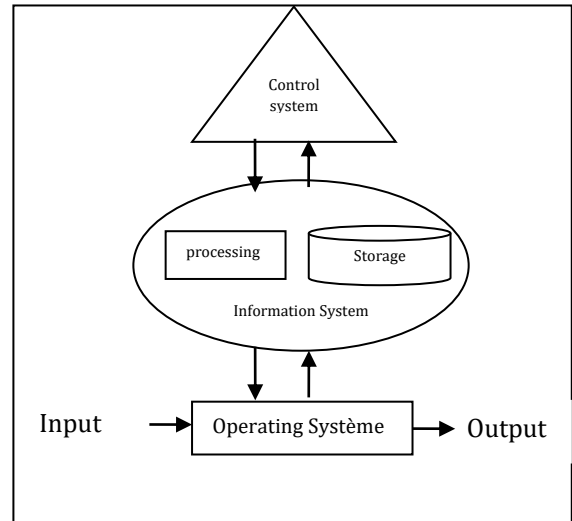 Control
system
processing
Storage
Information System
Input
Operating Système
Output